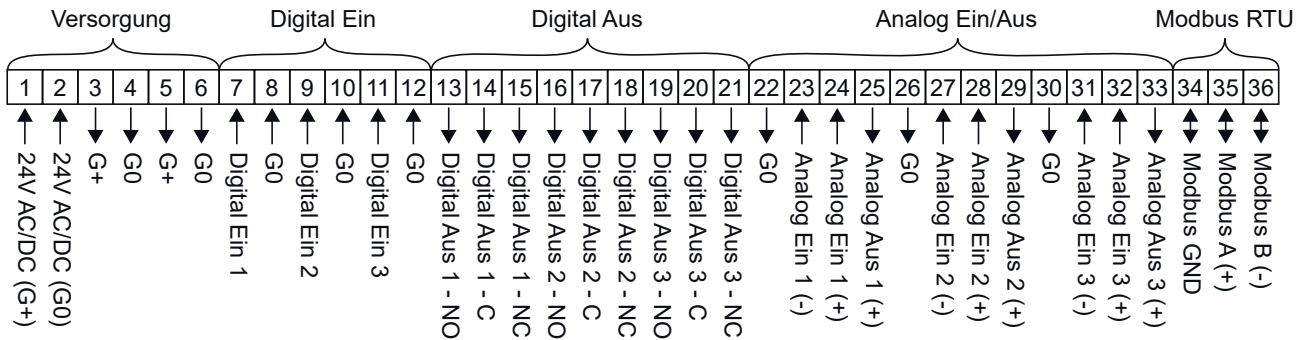 Versorgung Digital Ein Digital Aus Analog Ein/Aus Modbus RTU
1 2 3 4 5 6 7 8 9 10 11 12 13 14 15 16 17 18 19 20 21 22 23 24 25 26 27 28 29 30 31 32 33 34 35 36
24V AC/DC (G+)
24V AC/DC (G0)
G+
G0
G+
G0
Digital Ein 1
G0
Digital Ein 2
G0
Digital Ein 3
G0
Digital Aus 1 - NO
Digital Aus 1 - C
Digital Aus 1 - NC
Digital Aus 2 - NO
Digital Aus 2 - C
Digital Aus 2 - NC
Digital Aus 3 - NO
Digital Aus 3 - C
Digital Aus 3 - NC
G0
Analog Ein 1 (-)
Analog Ein 1 (+)
Analog Aus 1 (+)
G0
Analog Ein 2 (-)
Analog Ein 2 (+)
Analog Aus 2 (+)
G0
Analog Ein 3 (-)
Analog Ein 3 (+)
Analog Aus 3 (+)
Modbus GND
Modbus A (+)
Modbus B (-)